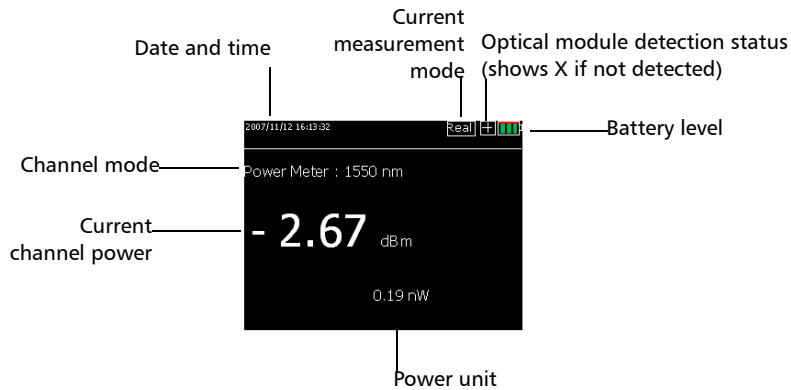 Current
measurement
mode
Optical module detection status
(shows X if not detected)
Date and time
2007/11/12 16:13:32
Real
+
Battery level
Channel mode
Power Meter : 1550 nm
Current
channel power
- 2.67 dBm
0.19 nW
Power unit